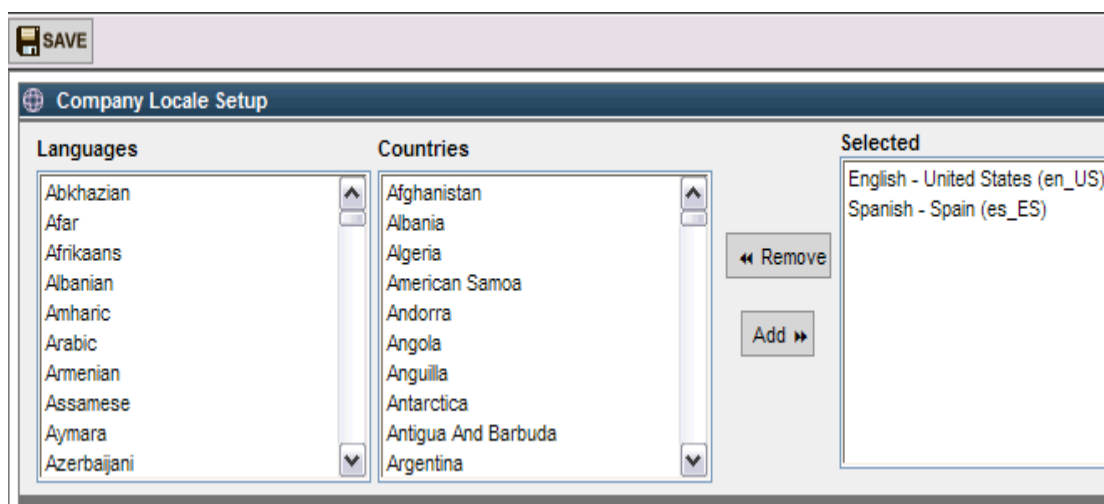 SAVE
Company Locale Setup
Languages
Abkhazian
Afar
Afrikaans
Albanian
Amharic
Arabic
Armenian
Assamese
Aymara
Azerbaijani
Countries
Afghanistan
Albania
Algeria
American Samoa
Andorra
Angola
Anguilla
Antarctica
Antigua And Barbuda
Argentina
Remove
Add
Selected
English - United States (en_US)
Spanish - Spain (es_ES)